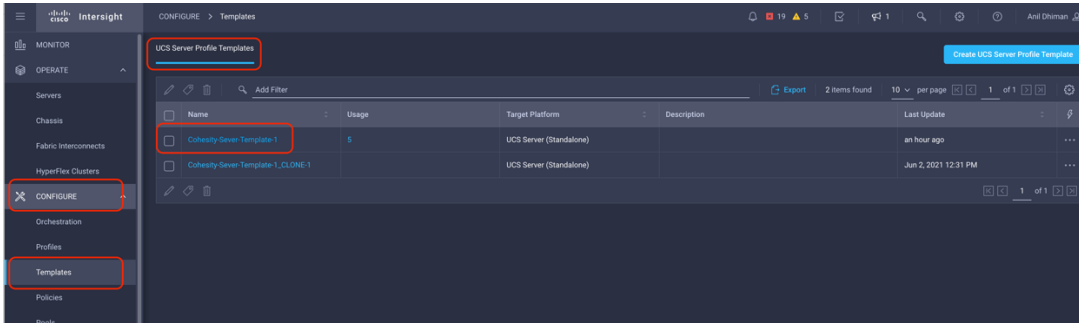 cisco Intersight
CONFIGURE > Templates
19 5
1
Anil Dhiman
MONITOR
OPERATE
Servers
Chassis
Fabric Interconnects
HyperFlex Clusters
CONFIGURE
Orchestration
Profiles
Templates
Policies
Pools
UCS Server Profile Templates
Create UCS Server Profile Template
Add Filter
Export 2 items found 10 per page 1 of 1
Name Usage Target Platform Description Last Update
Cohesity-Sever-Template-1 5 UCS Server (Standalone) an hour ago
Cohesity-Sever-Template-1_CLONE-1 UCS Server (Standalone) Jun 2, 2021 12:31 PM
1 of 1